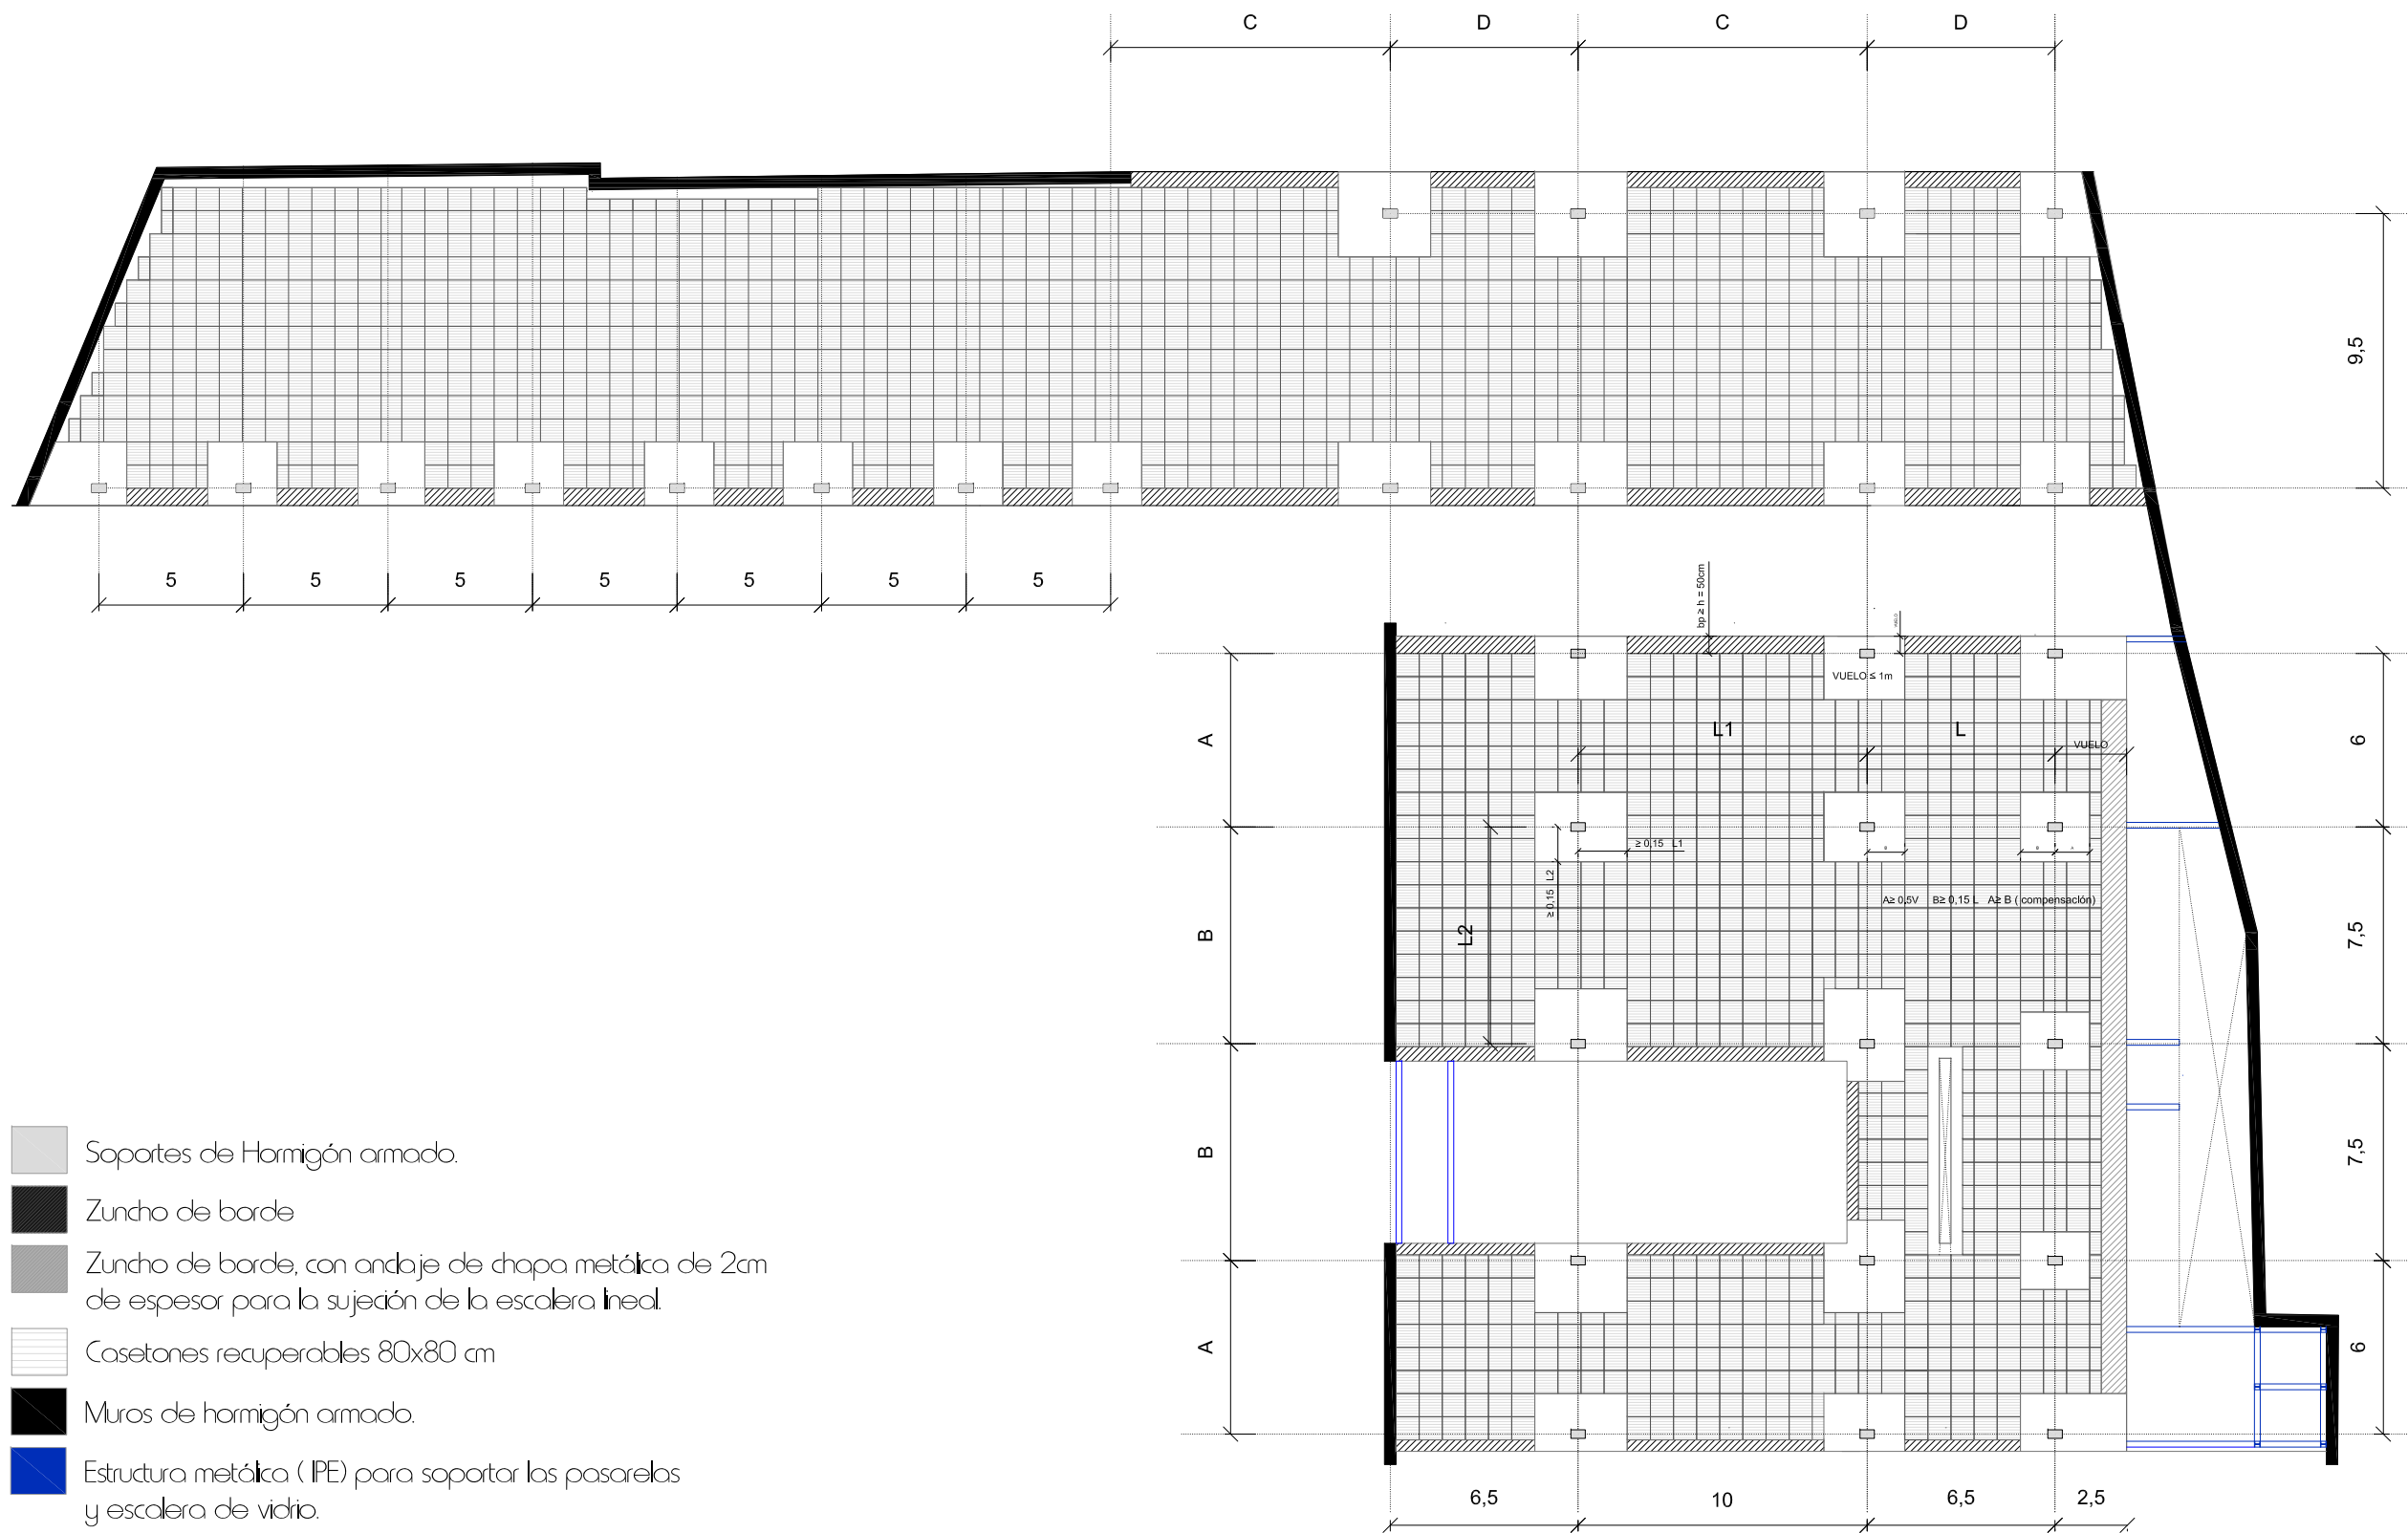 C D C D
9,5
5 5 5 5 5 5 5
bp ≥ h = 50cm
VUELO ≤ 1m
A
L1 L
VUELO
6
≥ 0,15 L1
≥ 0,15 L2
B
L2
A≥ 0,5V B≥ 0,15 L A≥ B ( compensación)
7,5
B
7,5
A
6
6,5 10 6,5 2,5
Soportes de Hormigón armado.
Zuncho de borde
Zuncho de borde, con anclaje de chapa metálica de 2cm
de espesor para la sujeción de la escalera lineal.
Casetones recuperables 80x80 cm
Muros de hormigón armado.
Estructura metálica ( IPE) para soportar las pasarelas
y escalera de vidrio.